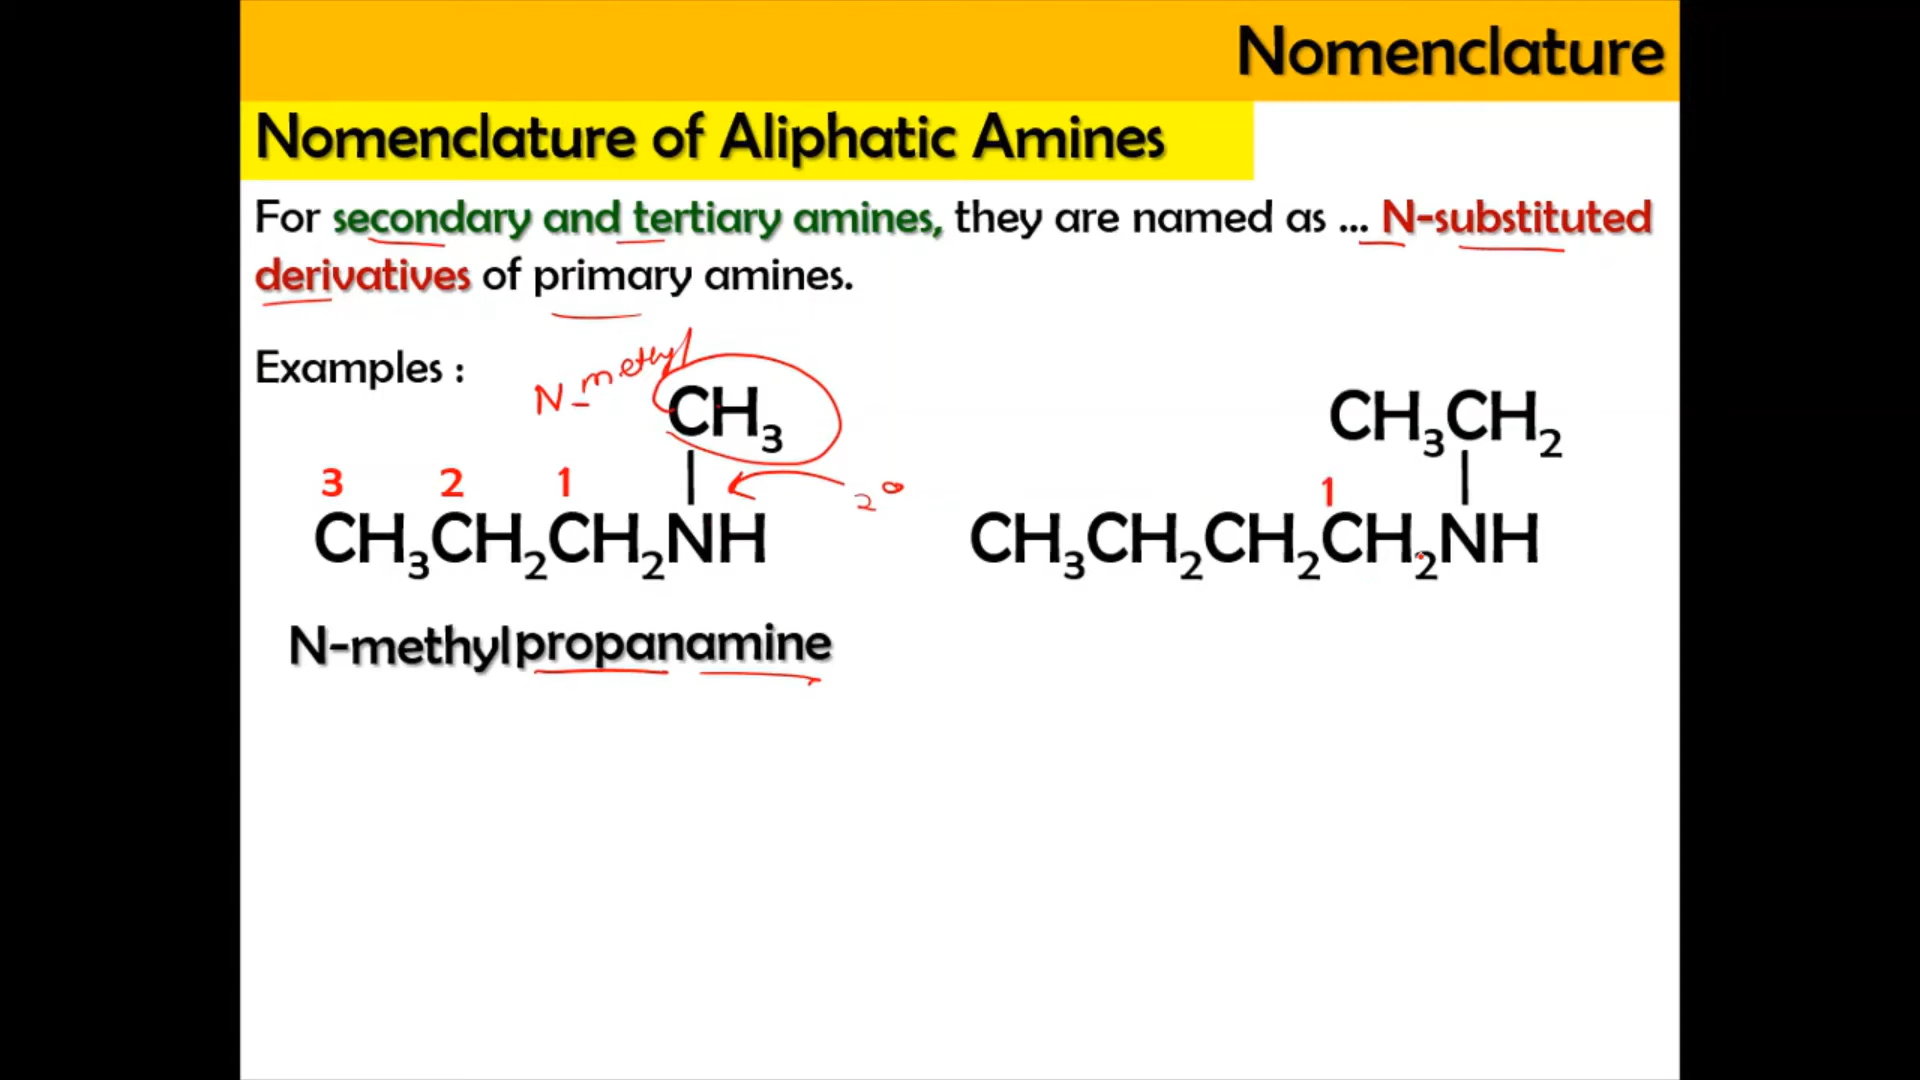 Nomenclature
Nomenclature of Aliphatic Amines
For secondary and tertiary amines, they are named as ... N-substituted
derivatives of primary amines.
Examples :
N-methyl
CH₃
CH₃CH₂
3 2 1
2°
1
CH₃CH₂CH₂NH
CH₃CH₂CH₂CH₂NH
N-methylpropanamine